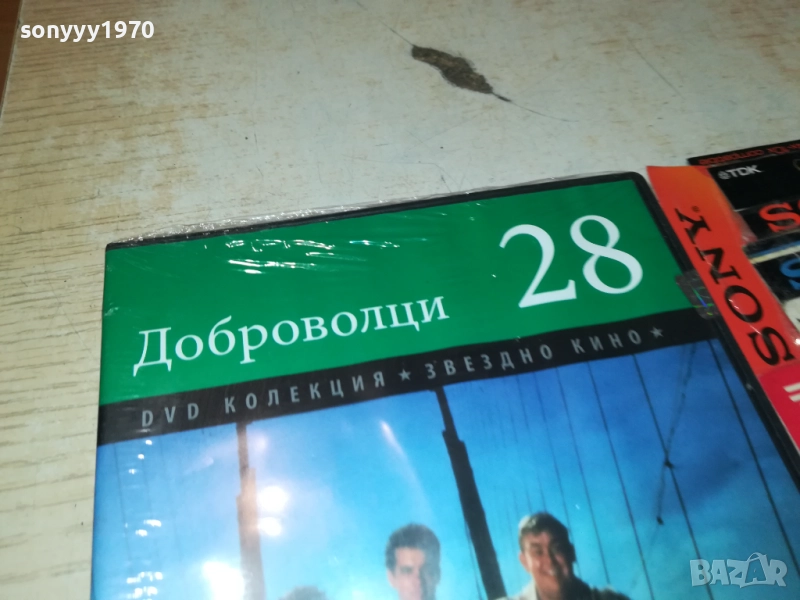 sonyyy1970
TDK
SONY
28
Доброволци
DVD КОЛЕКЦИЯ ★ ЗВЕЗДНО КИНО ★
BAZAR